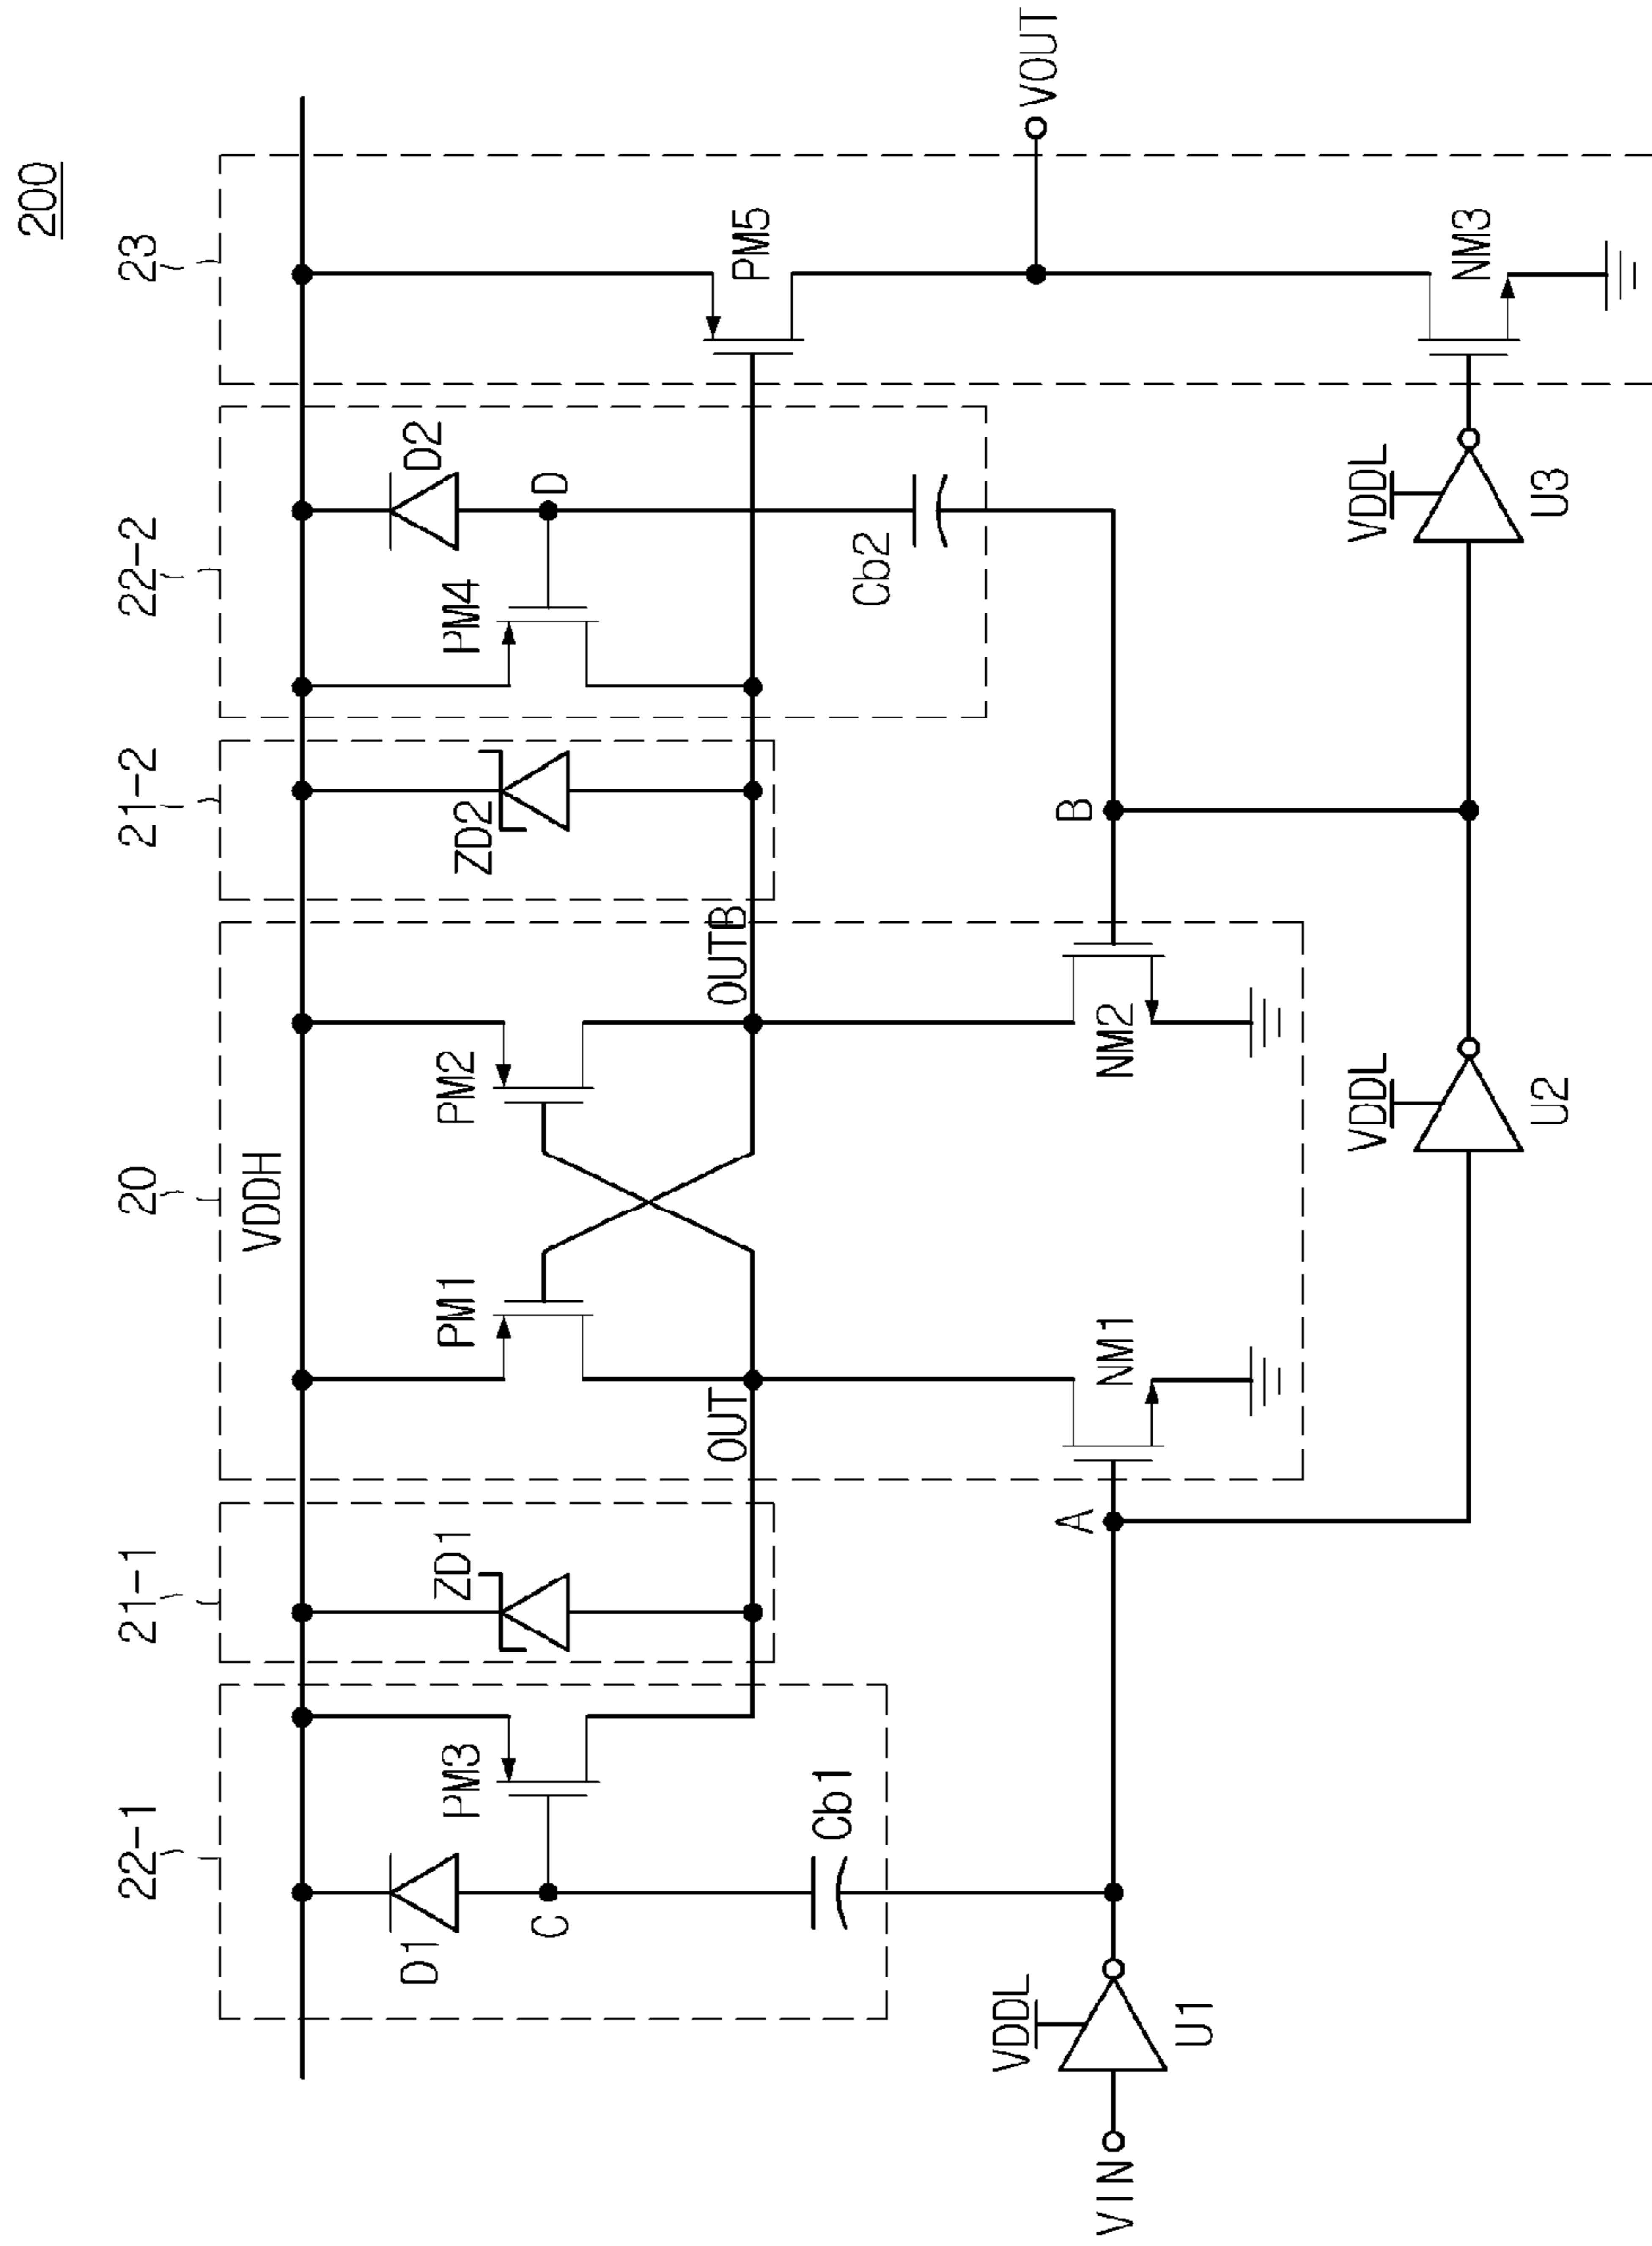 200
22-1
21-1
20
21-2
22-2
23
VDDH
D1
PM3
ZD1
PM1
PM2
ZD2
PM4
D2
C
D
OUT
OUTB
PM5
Cb1
Cb2
VOUT
VDDL
A
B
VIN
U1
NM1
NM2
VDDL
VDDL
NM3
U2
U3